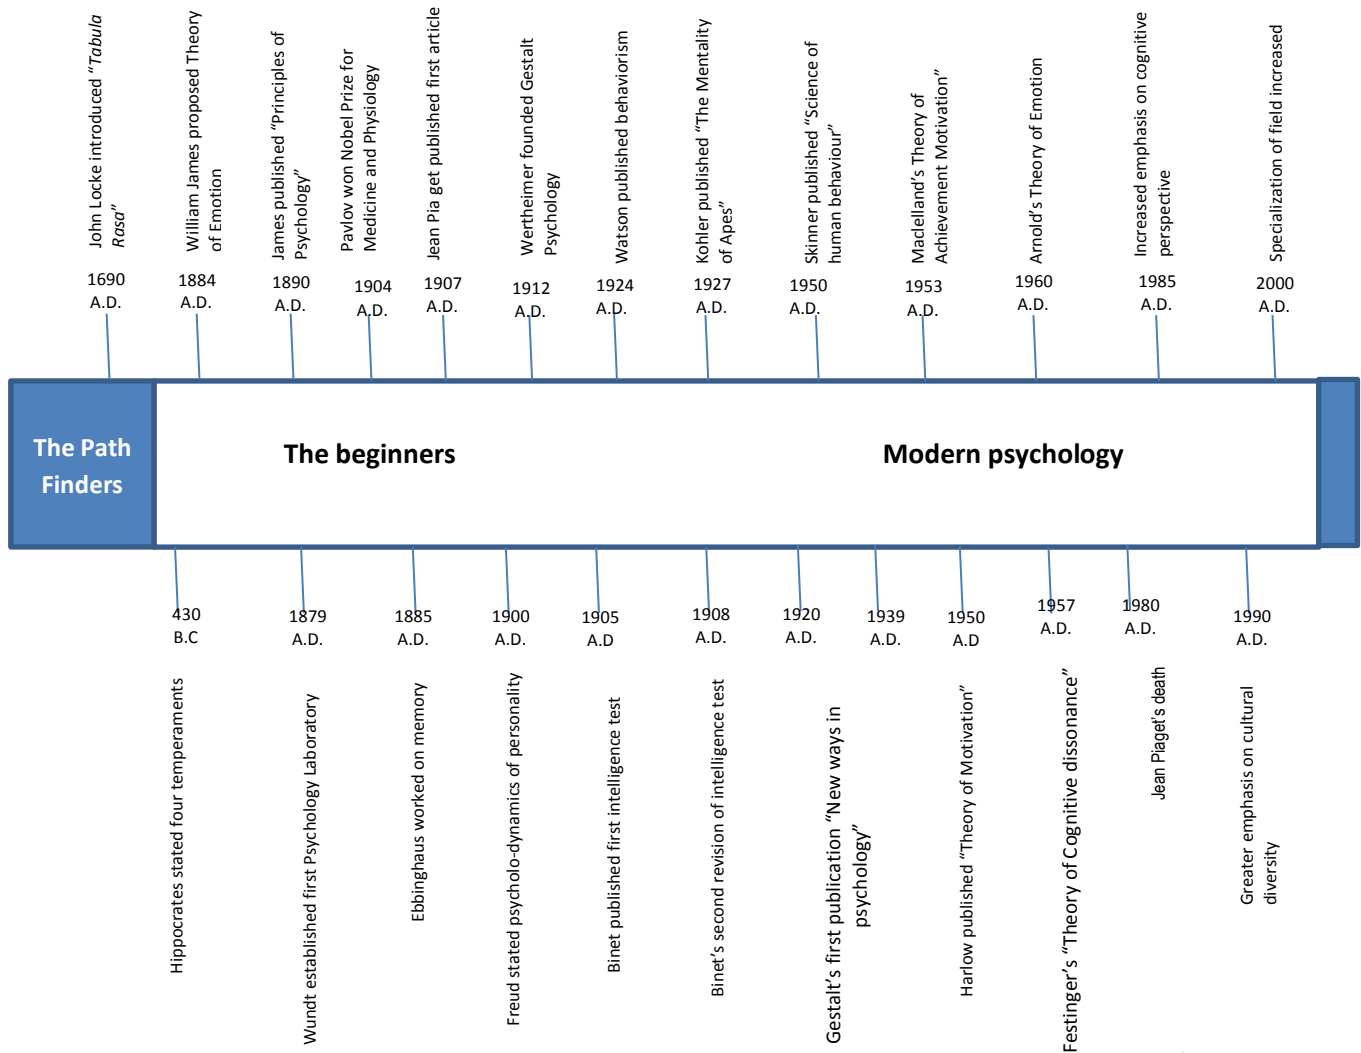 John Locke introduced “Tabula
Rasa”
1690
A.D.
William James proposed Theory
of Emotion
1884
A.D.
James published “Principles of
Psychology”
1890
A.D.
Pavlov won Nobel Prize for
Medicine and Physiology
1904
A.D.
Jean Pia get published first article
1907
A.D.
Wertheimer founded Gestalt
Psychology
1912
A.D.
Watson published behaviorism
1924
A.D.
Kohler published “The Mentality
of Apes”
1927
A.D.
Skinner published “Science of
human behaviour”
1950
A.D.
Maclelland’s Theory of
Achievement Motivation”
1953
A.D.
Arnold’s Theory of Emotion
1960
A.D.
Increased emphasis on cognitive
perspective
1985
A.D.
Specialization of field increased
2000
A.D.
The Path
Finders
The beginners
Modern psychology
430
B.C
Hippocrates stated four temperaments
1879
A.D.
Wundt established first Psychology Laboratory
1885
A.D.
Ebbinghaus worked on memory
1900
A.D.
Freud stated psycholo-dynamics of personality
1905
A.D
Binet published first intelligence test
1908
A.D.
Binet’s second revision of intelligence test
1920
A.D.
1939
A.D.
Gestalt’s first publication “New ways in
psychology”
1950
A.D
Harlow published “Theory of Motivation”
1957
A.D.
Festinger’s “Theory of Cognitive dissonance”
1980
A.D.
Jean Piaget’s death
1990
A.D.
Greater emphasis on cultural
diversity